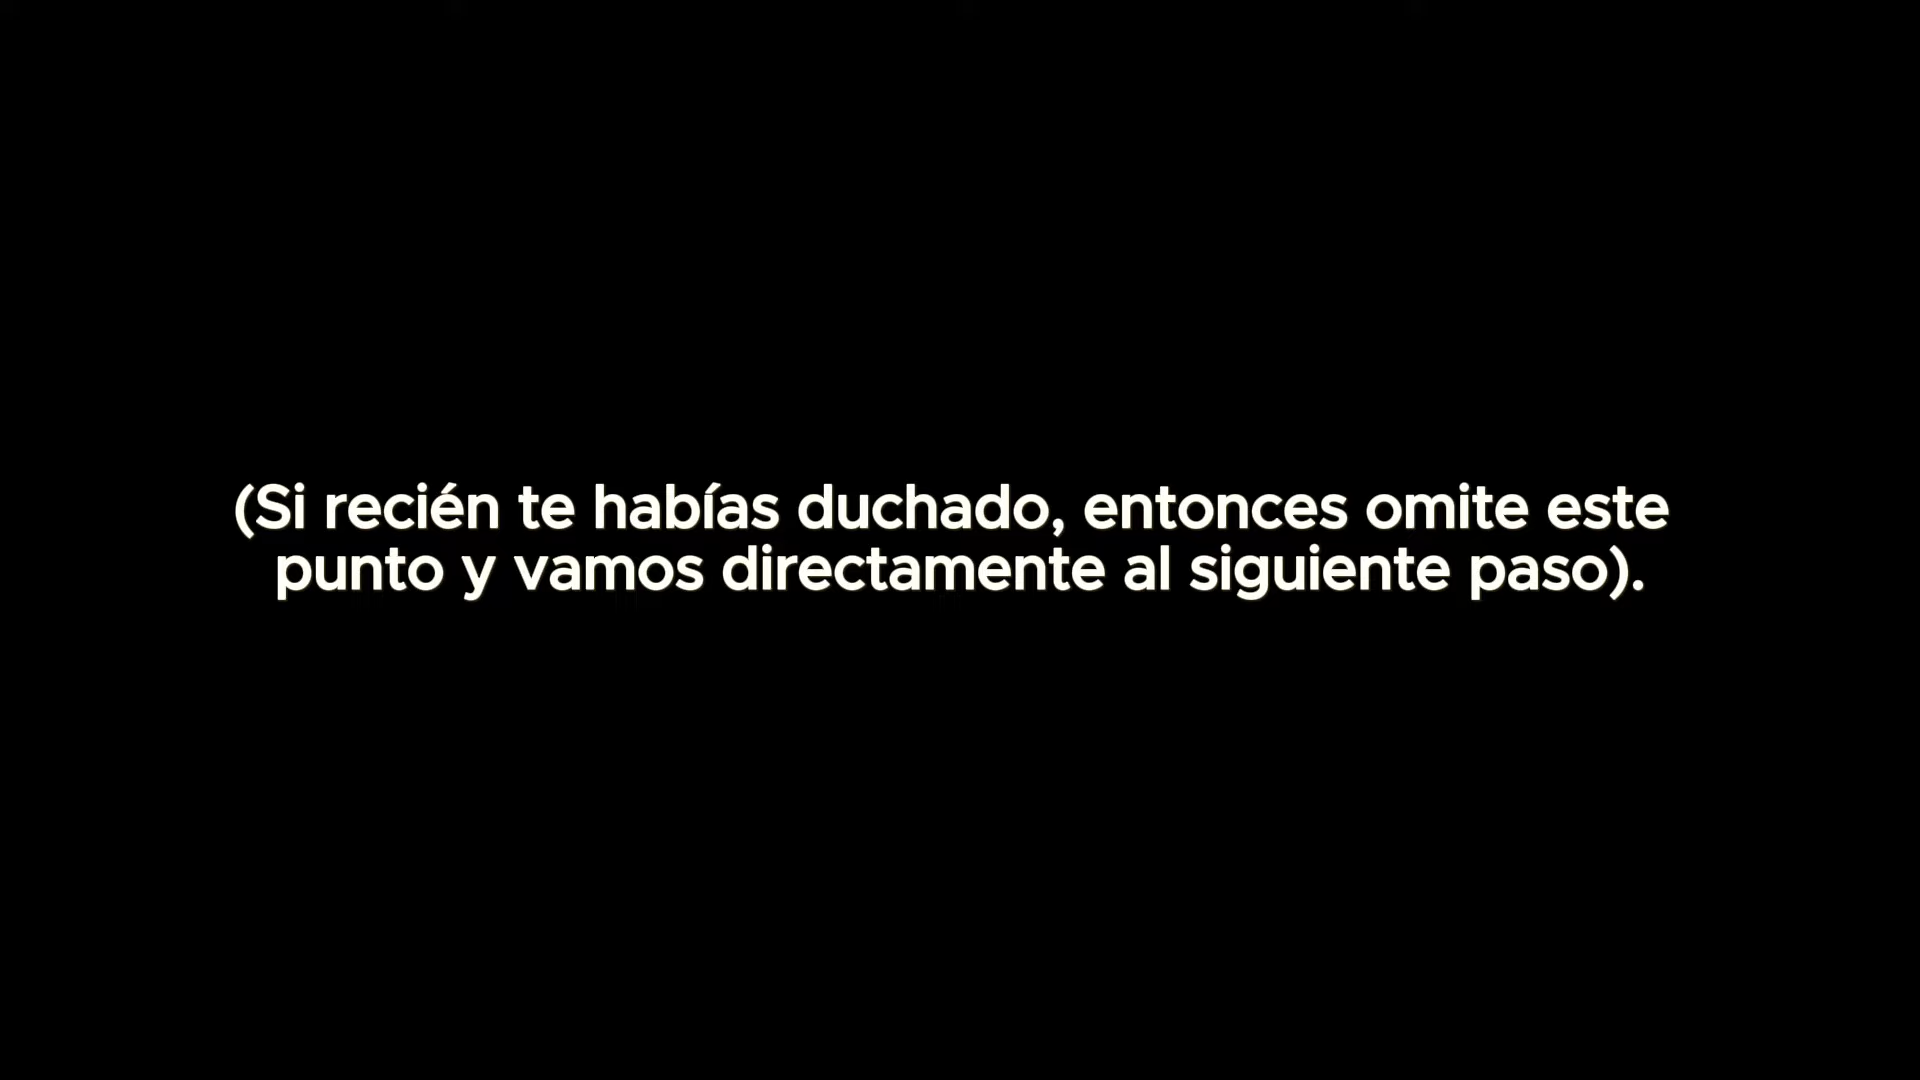 (Si recién te habías duchado, entonces omite este
punto y vamos directamente al siguiente paso).